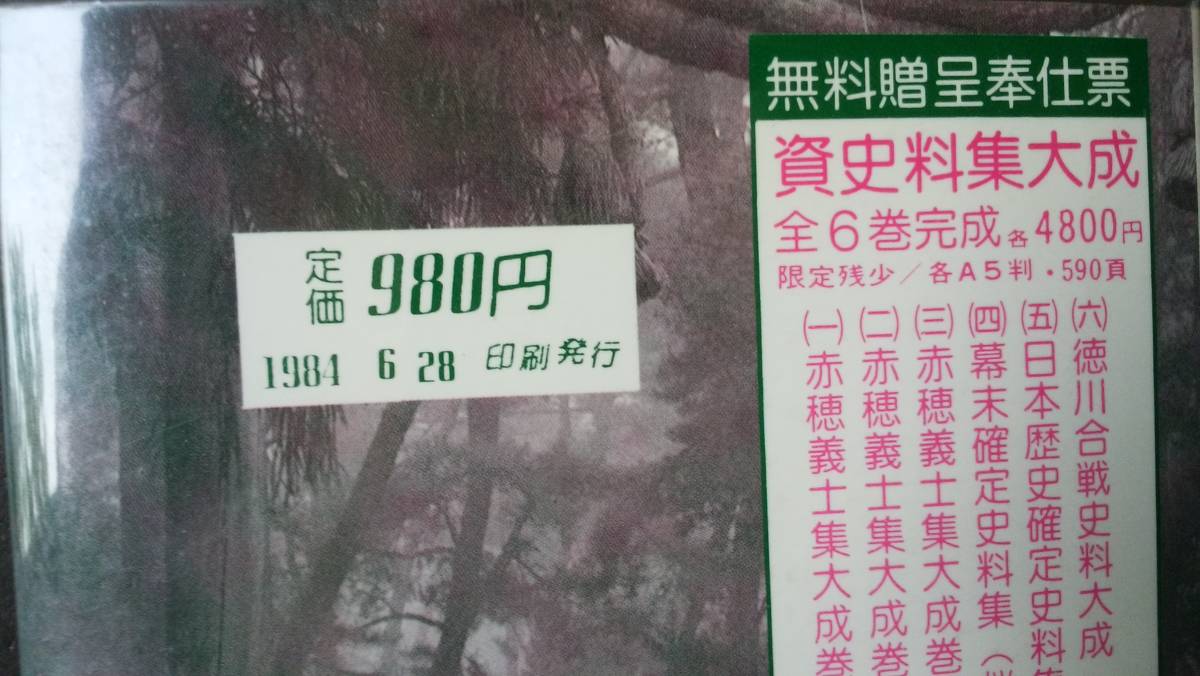 定価 980円
1984 6 28 印刷発行
無料贈呈奉仕票
資史料集大成
全6巻完成各4800円
限定残少/各A5判・590頁
(一)赤穂義士集大成巻
(二)赤穂義士集大成巻
(三)赤穂義士集大成巻
(四)幕末確定史料集(
(五)日本歴史確定史料集
(六)徳川合戦史料大成